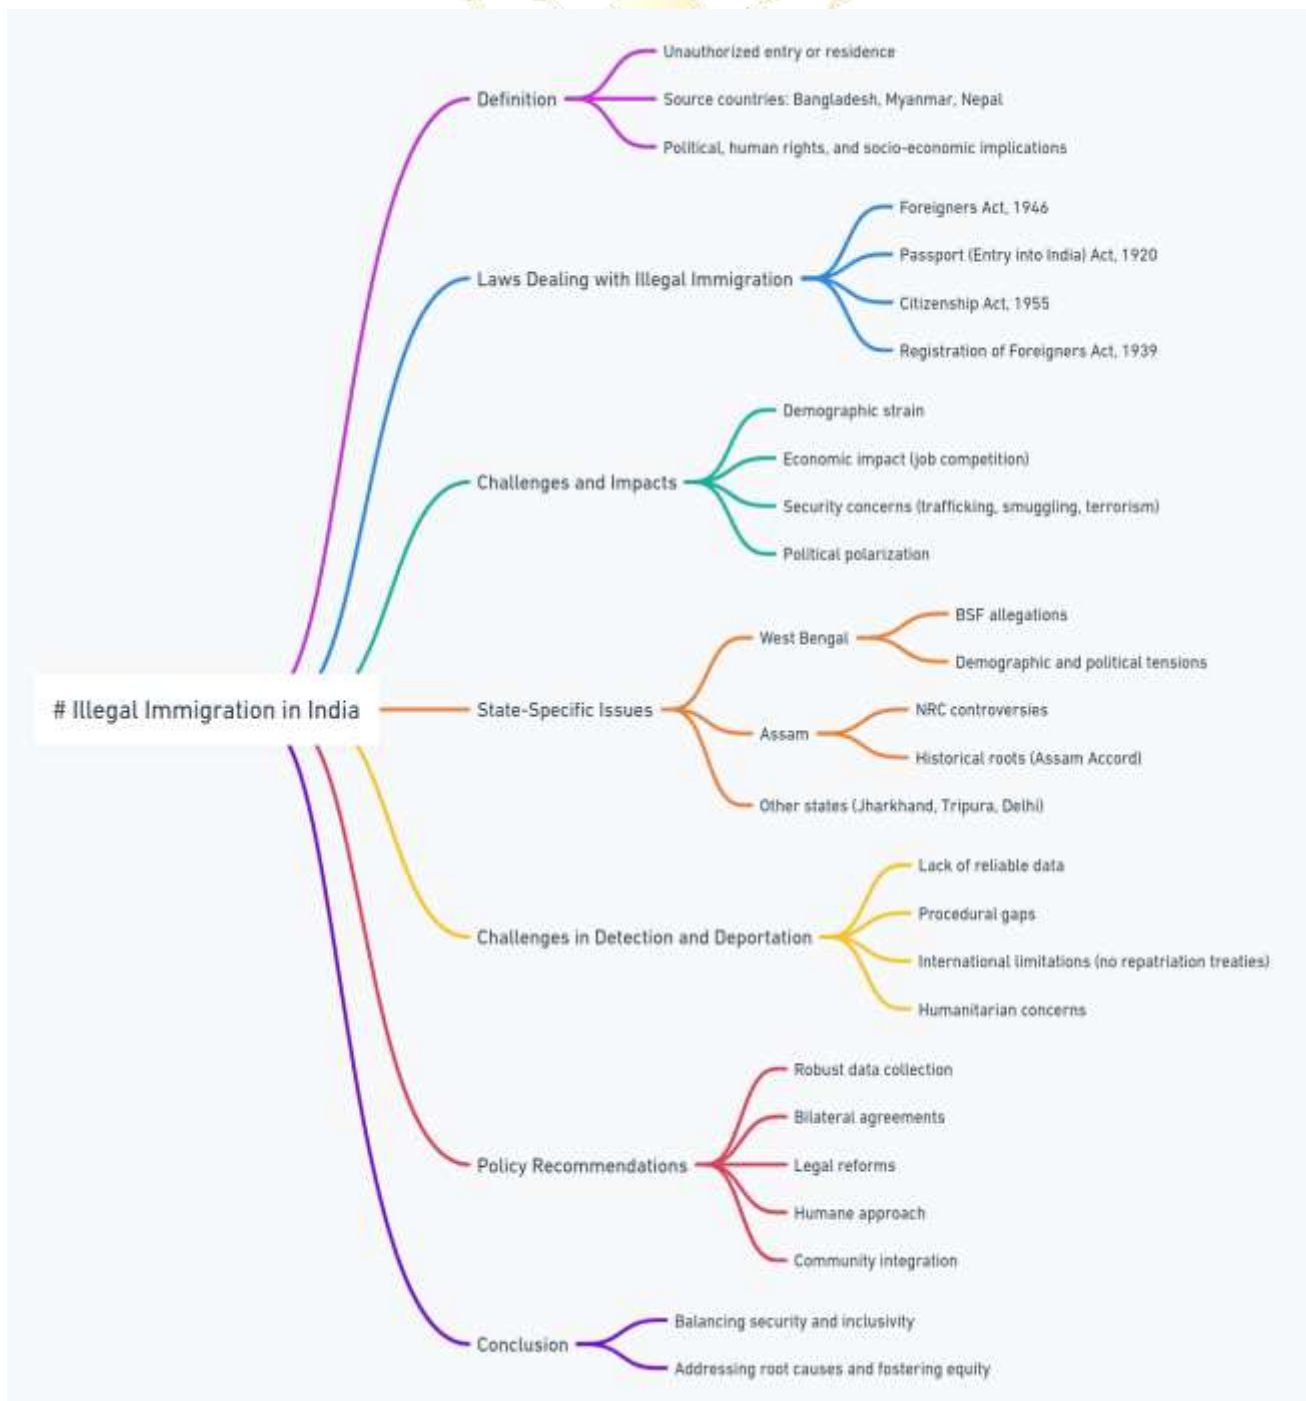 Unauthorized entry or residence
Definition
Source countries: Bangladesh, Myanmar, Nepal
Political, human rights, and socio-economic implications
Foreigners Act, 1946
Passport (Entry into India) Act, 1920
Laws Dealing with Illegal Immigration
Citizenship Act, 1955
Registration of Foreigners Act, 1939
Demographic strain
Economic impact (job competition)
Challenges and Impacts
Security concerns (trafficking, smuggling, terrorism)
Political polarization
BSF allegations
West Bengal
Demographic and political tensions
# Illegal Immigration in India
State-Specific Issues
NRC controversies
Assam
Historical roots (Assam Accord)
Other states (Jharkhand, Tripura, Delhi)
Lack of reliable data
Procedural gaps
Challenges in Detection and Deportation
International limitations (no repatriation treaties)
Humanitarian concerns
Robust data collection
Bilateral agreements
Policy Recommendations
Legal reforms
Humane approach
Community integration
Balancing security and inclusivity
Conclusion
Addressing root causes and fostering equity